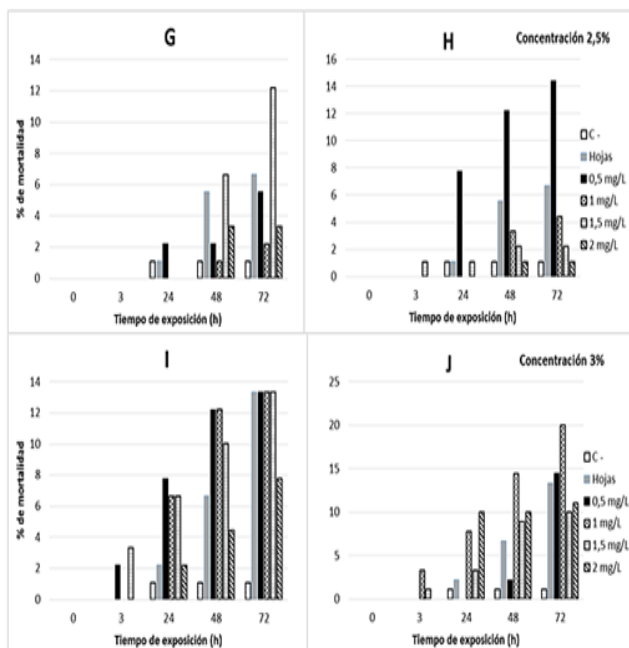 G
14
12
10
8
6
4
2
0
% de mortalidad
0 3 24 48 72
Tiempo de exposición (h)
H
Concentración 2,5%
16
14
12
10
8
6
4
2
0
0 3 24 48 72
Tiempo de exposición (h)
C -
Hojas
0,5 mg/L
1 mg/L
1,5 mg/L
2 mg/L
I
14
12
10
8
6
4
2
0
% de mortalidad
0 3 24 48 72
Tiempo de exposición (h)
J
Concentración 3%
25
20
15
10
5
0
0 3 24 48 72
Tiempo de exposición (h)
C -
Hojas
0,5 mg/L
1 mg/L
1,5 mg/L
2 mg/L